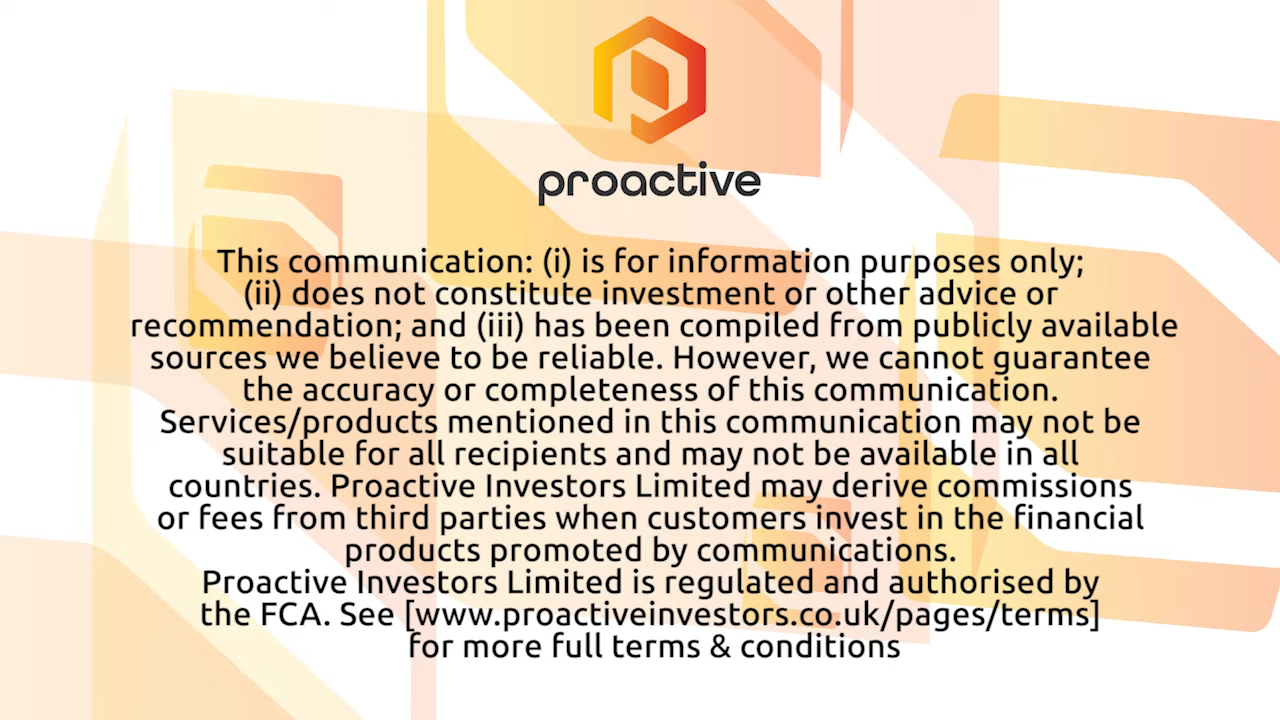 proactive
This communication: (i) is for information purposes only;
(ii) does not constitute investment or other advice or
recommendation; and (iii) has been compiled from publicly available
sources we believe to be reliable. However, we cannot guarantee
the accuracy or completeness of this communication.
Services/products mentioned in this communication may not be
suitable for all recipients and may not be available in all
countries. Proactive Investors Limited may derive commissions
or fees from third parties when customers invest in the financial
products promoted by communications.
Proactive Investors Limited is regulated and authorised by
the FCA. See [www.proactiveinvestors.co.uk/pages/terms]
for more full terms & conditions